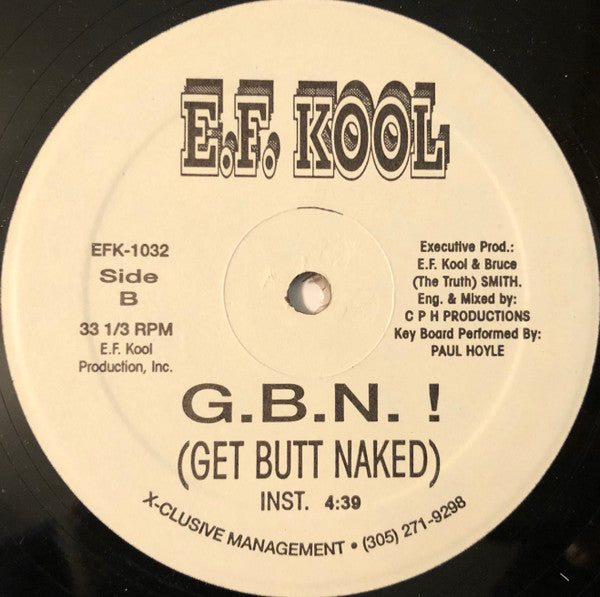 E.F. KOOL
EFK-1032
Side
B
33 1/3 RPM
E.F. Kool
Production, Inc.
Executive Prod.:
E.F. Kool & Bruce
(The Truth) SMITH.
Eng. & Mixed by:
C P H PRODUCTIONS
Key Board Performed By:
PAUL HOYLE
G.B.N. !
(GET BUTT NAKED)
INST. 4:39
X-CLUSIVE MANAGEMENT • (305) 271-9298